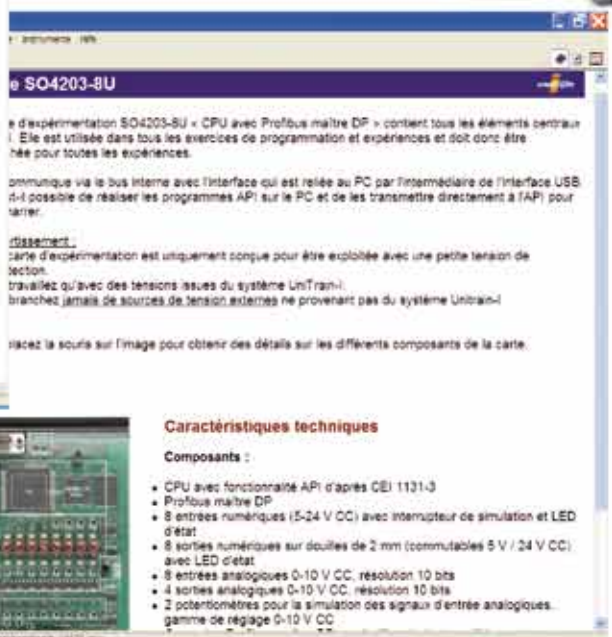 Instruments
e SO4203-8U
e d'expérimentation SO4203-8U « CPU avec Profibus maître DP » contient tous les éléments centraux
. Elle est utilisée dans tous les exercices de programmation et expériences et doit donc être
hée pour toutes les expériences.
ommunique via le bus interne avec l'interface qui est reliée au PC par l'intermédiaire de l'interface USB
st-il possible de réaliser les programmes API sur le PC et de les transmettre directement à l'API pour
arrer.
rtissement :
carte d'expérimentation est uniquement conçue pour être exploitée avec une petite tension de
tection.
travaillez qu'avec des tensions issues du système UniTrain-I.
branchez jamais de sources de tension externes ne provenant pas du système Unitrain-I
lacez la souris sur l'image pour obtenir des détails sur les différents composants de la carte.
Caractéristiques techniques
Composants :
• CPU avec fonctionnalité API d'après CEI 1131-3
• Profibus maître DP
• 8 entrées numériques (5-24 V CC) avec interrupteur de simulation et LED
d'état
• 8 sorties numériques sur douilles de 2 mm (commutables 5 V / 24 V CC)
avec LED d'état
• 8 entrées analogiques 0-10 V CC, résolution 10 bits
• 4 sorties analogiques 0-10 V CC, résolution 10 bits
• 2 potentiomètres pour la simulation des signaux d'entrée analogiques,
gamme de réglage 0-10 V CC